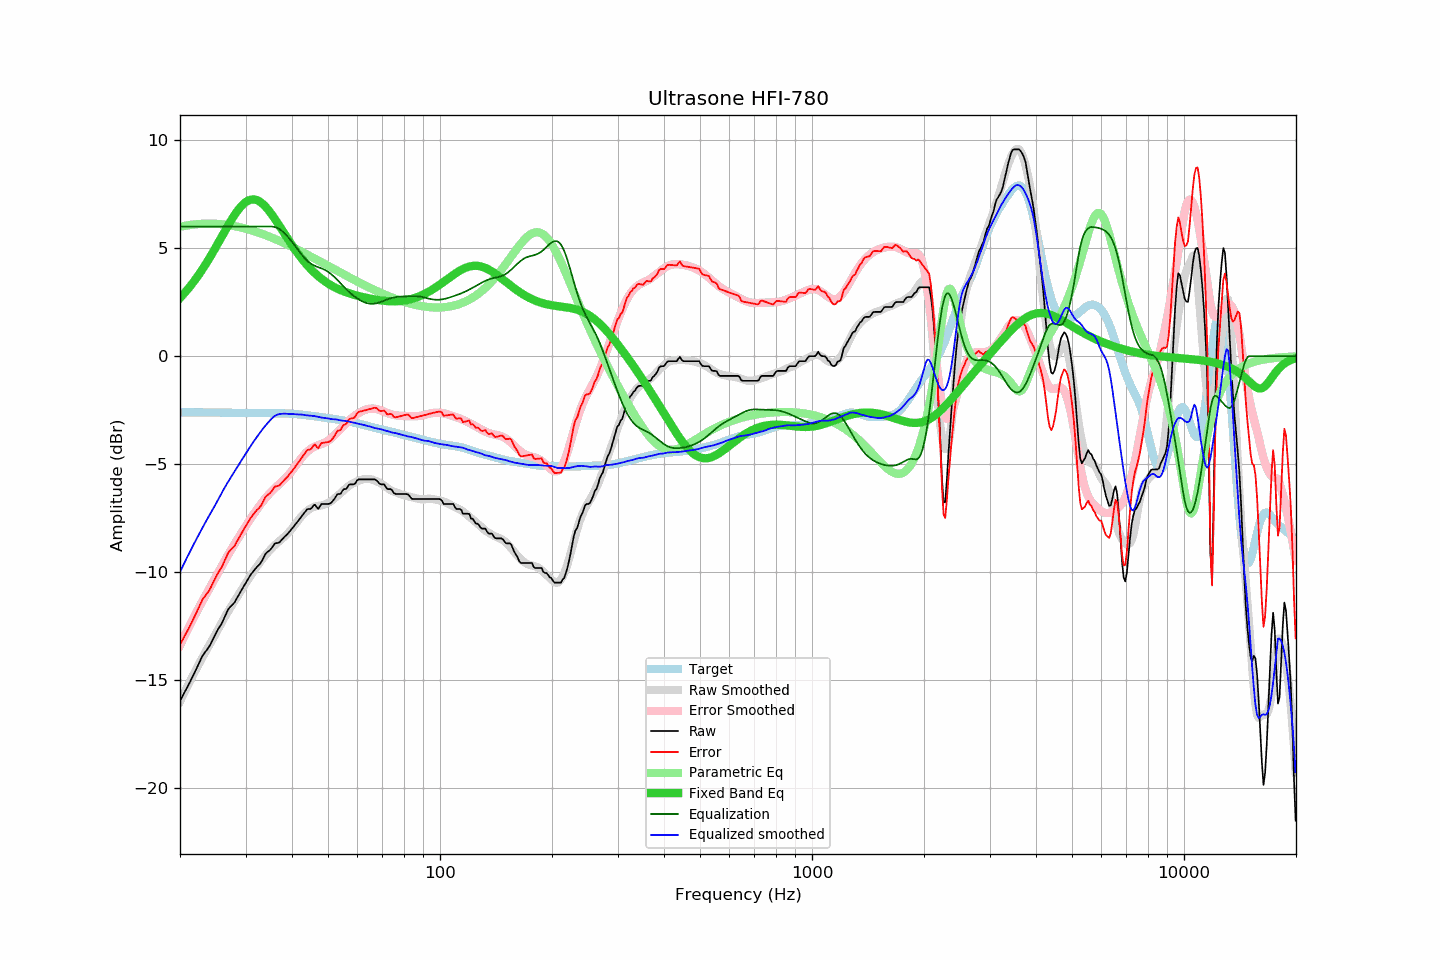 Ultrasone HFI-780
10
5
0
−5
−10
−15
−20
Amplitude (dBr)
Target
Raw Smoothed
Error Smoothed
Raw
Error
Parametric Eq
Fixed Band Eq
Equalization
Equalized smoothed
100
1000
10000
Frequency (Hz)